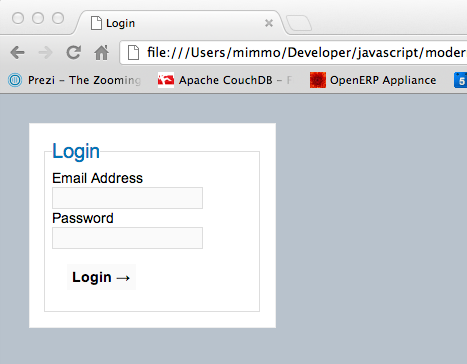 Login
file:///Users/mimmo/Developer/javascript/moder
Prezi – The Zooming Apache CouchDB – F OpenERP Appliance 5
Login
Email Address
Password
Login →